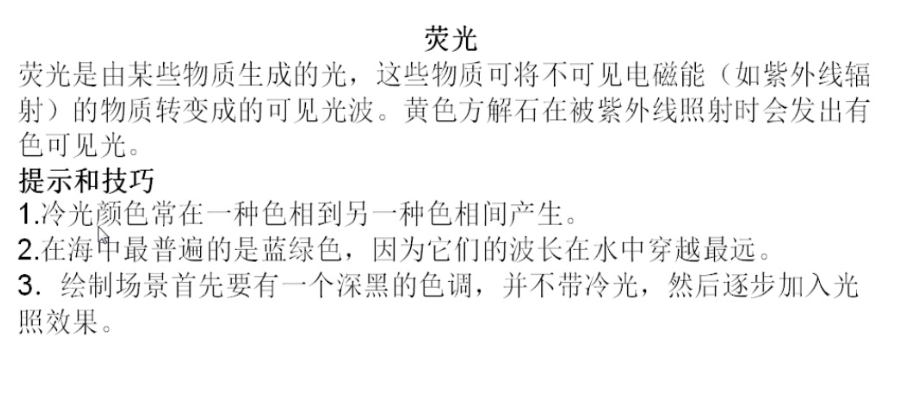 荧光
荧光是由某些物质生成的光，这些物质可将不可见电磁能（如紫外线辐
射）的物质转变成的可见光波。黄色方解石在被紫外线照射时会发出有
色可见光。
提示和技巧
1.冷光颜色常在一种色相到另一种色相间产生。
2.在海中最普遍的是蓝绿色，因为它们的波长在水中穿越最远。
3．绘制场景首先要有一个深黑的色调，并不带冷光，然后逐步加入光
照效果。